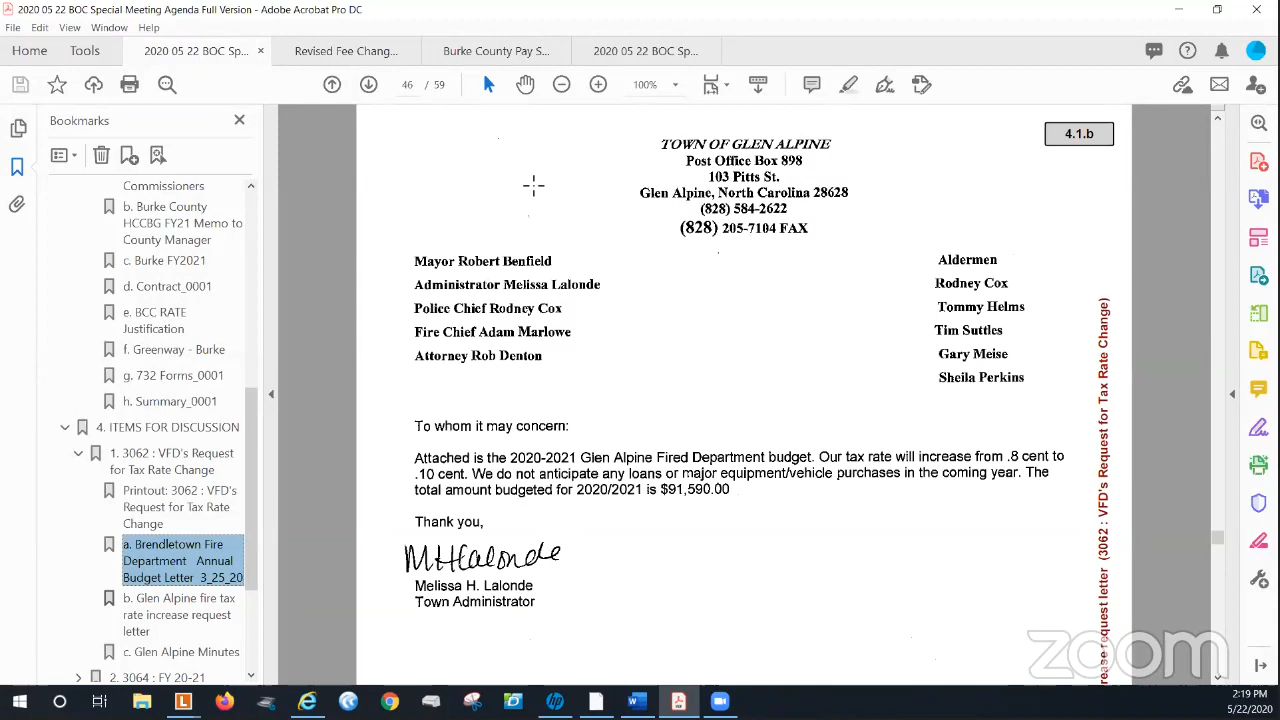 2020 05 22 BOC Special Meeting Agenda Full Version - Adobe Acrobat Pro DC
File Edit View Window Help
Home Tools 2020 05 22 BOC Sp... × Revised Fee Chang... Burke County Pay S... 2020 05 22 BOC Sp...
46 / 59 100%
Bookmarks
Commissioners
b. Burke County
HCCBG FY21 Memo to
County Manager
c. Burke FY2021
d. Contract_0001
e. BCC RATE
Justification
f. Greenway - Burke
g. 732 Forms_0001
h. Summary_0001
4. ITEMS FOR DISCUSSION
1. 3062 : VFD's Request
for Tax Rate Change
Printout: 3062 : VFD's
Request for Tax Rate
Change
a. Brendletown Fire
Department Annual
Budget Letter 3_25_20
b. Glen Alpine fire tax
rate increase request
letter
c. Glen Alpine Minutes
2. 3064 : FY 20-21
4.1.b
TOWN OF GLEN ALPINE
Post Office Box 898
103 Pitts St.
Glen Alpine, North Carolina 28628
(828) 584-2622
(828) 205-7104 FAX
Mayor Robert Benfield
Administrator Melissa Lalonde
Police Chief Rodney Cox
Fire Chief Adam Marlowe
Attorney Rob Denton
Aldermen
Rodney Cox
Tommy Helms
Tim Suttles
Gary Meise
Sheila Perkins
To whom it may concern:
Attached is the 2020-2021 Glen Alpine Fired Department budget. Our tax rate will increase from .8 cent to
.10 cent. We do not anticipate any loans or major equipment/vehicle purchases in the coming year. The
total amount budgeted for 2020/2021 is $91,590.00
Thank you,
MHLalonde
Melissa H. Lalonde
Town Administrator
rease request letter (3062 : VFD's Request for Tax Rate Change)
zoom
2:19 PM
5/22/2020